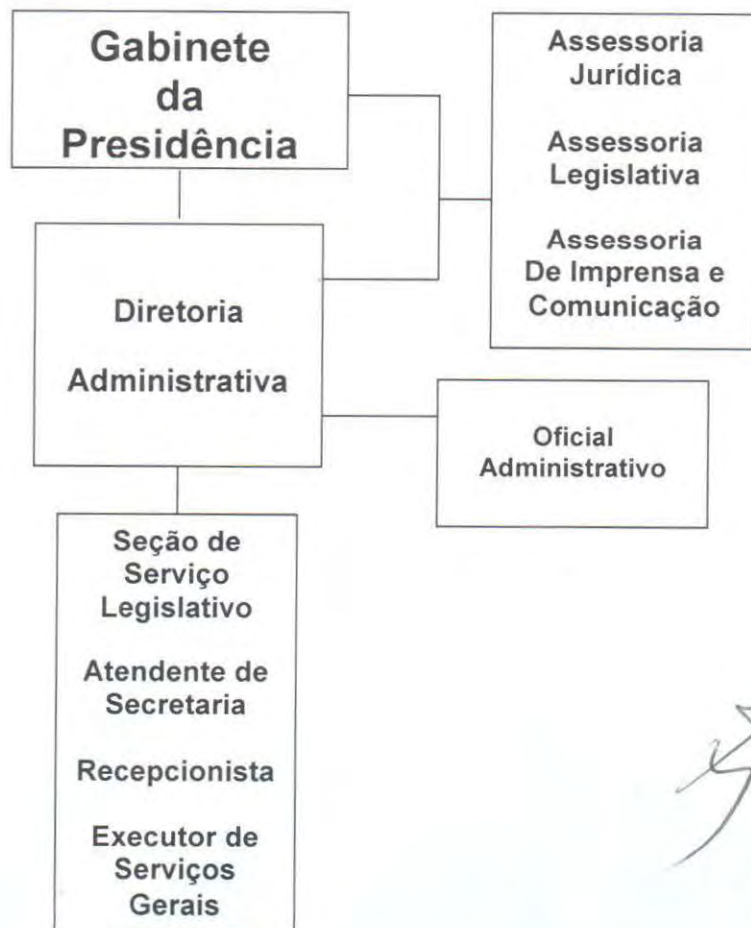 Gabinete
da
Presidência
Assessoria
Jurídica
Assessoria
Legislativa
Assessoria
De Imprensa e
Comunicação
Diretoria
Administrativa
Oficial
Administrativo
Seção de
Serviço
Legislativo
Atendente de
Secretaria
Recepcionista
Executor de
Serviços
Gerais